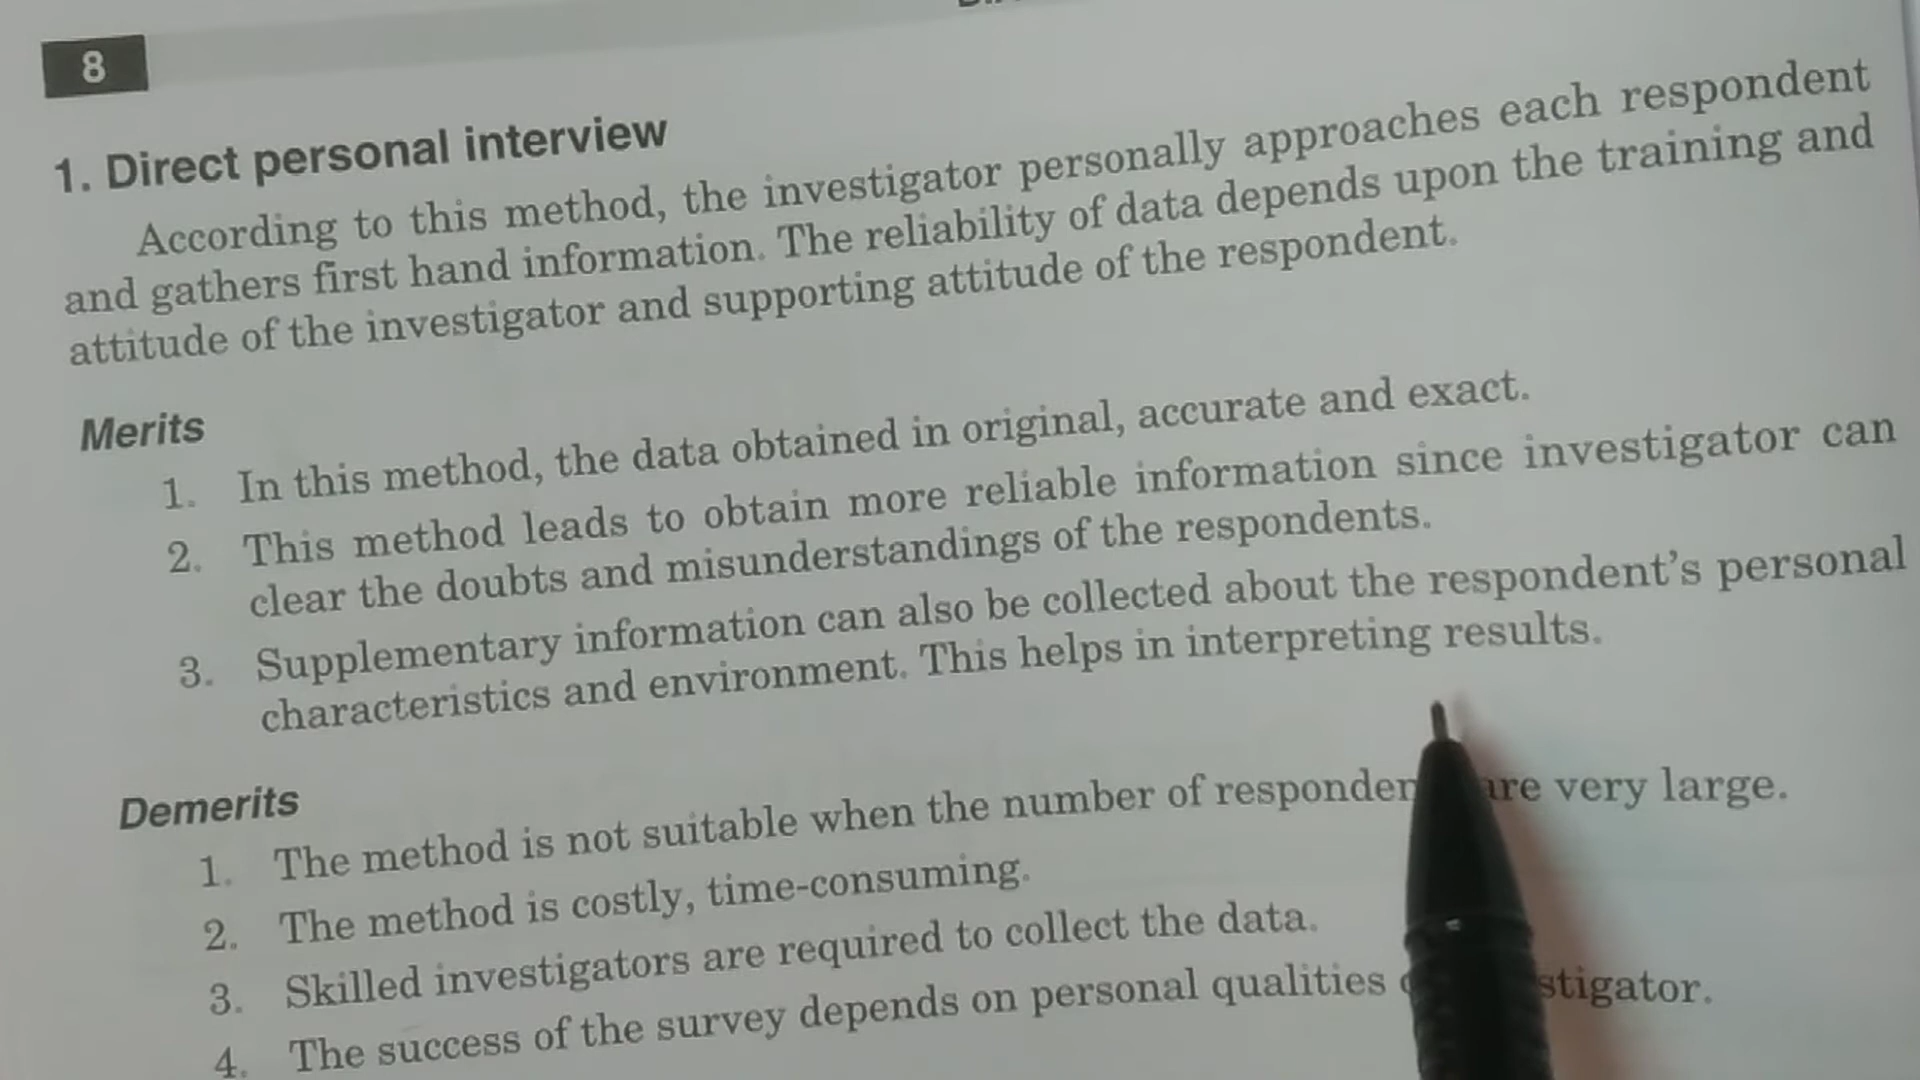 8
1. Direct personal interview
According to this method, the investigator personally approaches each respondent
and gathers first hand information. The reliability of data depends upon the training and
attitude of the investigator and supporting attitude of the respondent.
Merits
1. In this method, the data obtained in original, accurate and exact.
2. This method leads to obtain more reliable information since investigator can
clear the doubts and misunderstandings of the respondents.
3. Supplementary information can also be collected about the respondent's personal
characteristics and environment. This helps in interpreting results.
Demerits
1. The method is not suitable when the number of are very large.
2. The method is costly, time-consuming.
3. Skilled investigators are required to collect the data.
4. The success of the survey depends on personal qualities